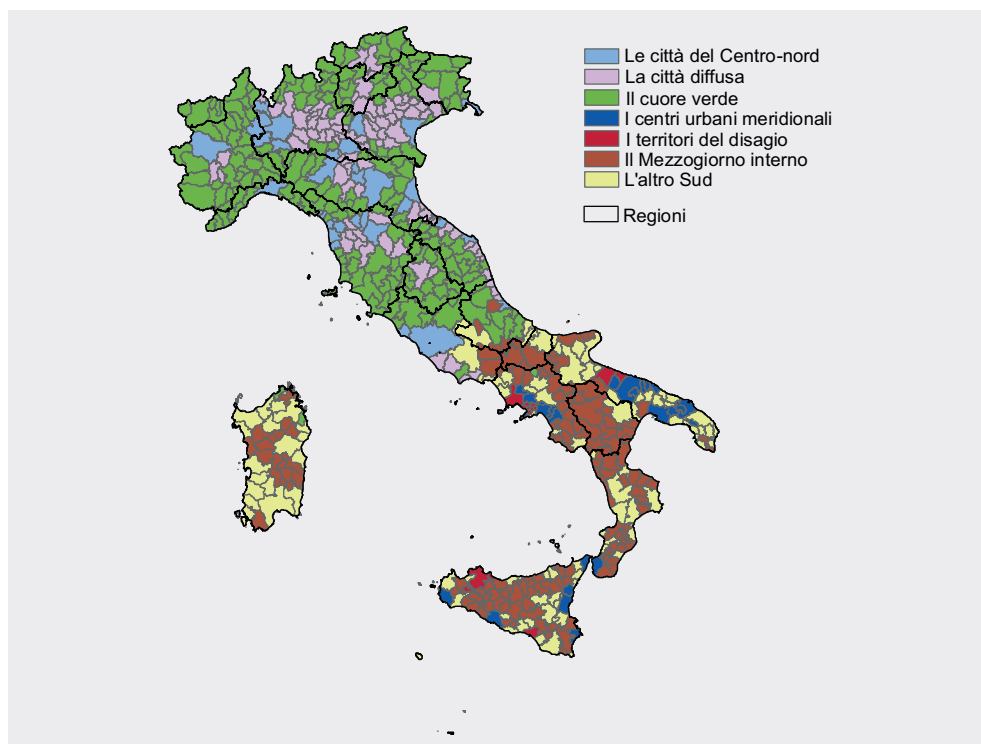 Le città del Centro-nord
La città diffusa
Il cuore verde
I centri urbani meridionali
I territori del disagio
Il Mezzogiorno interno
L'altro Sud
Regioni